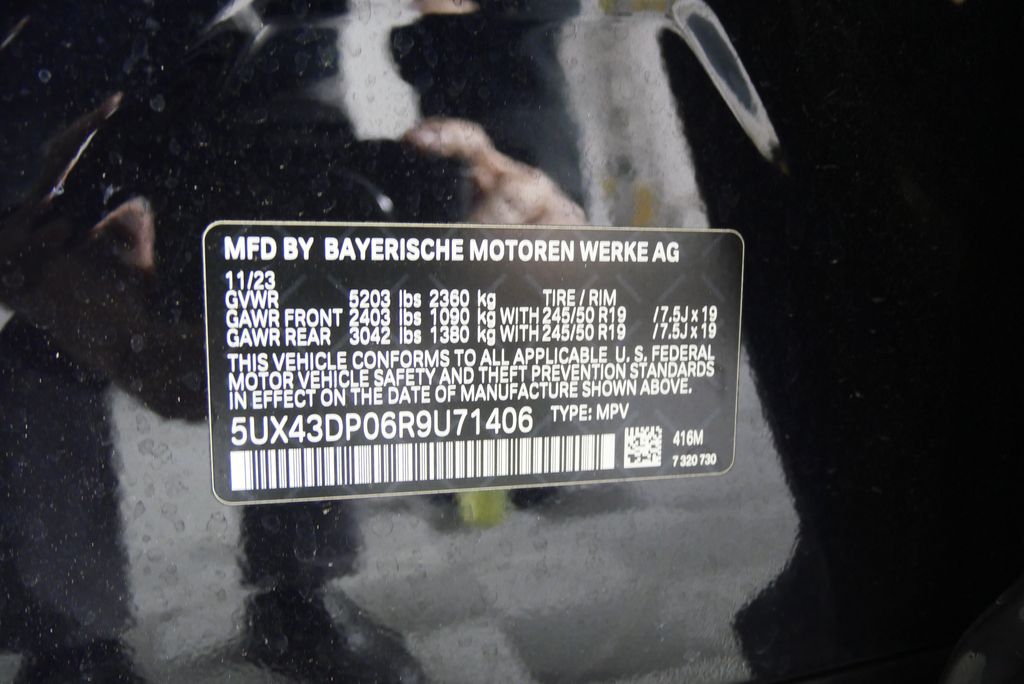 MFD BY BAYERISCHE MOTOREN WERKE AG
11/23
GVWR 5203 lbs 2360 kg TIRE / RIM
GAWR FRONT 2403 lbs 1090 kg WITH 245/50 R19 /7.5J x 19
GAWR REAR 3042 lbs 1380 kg WITH 245/50 R19 /7.5J x 19
THIS VEHICLE CONFORMS TO ALL APPLICABLE U. S. FEDERAL
MOTOR VEHICLE SAFETY AND THEFT PREVENTION STANDARDS
IN EFFECT ON THE DATE OF MANUFACTURE SHOWN ABOVE.
5UX43DP06R9U71406 TYPE: MPV
416M
7 320 730